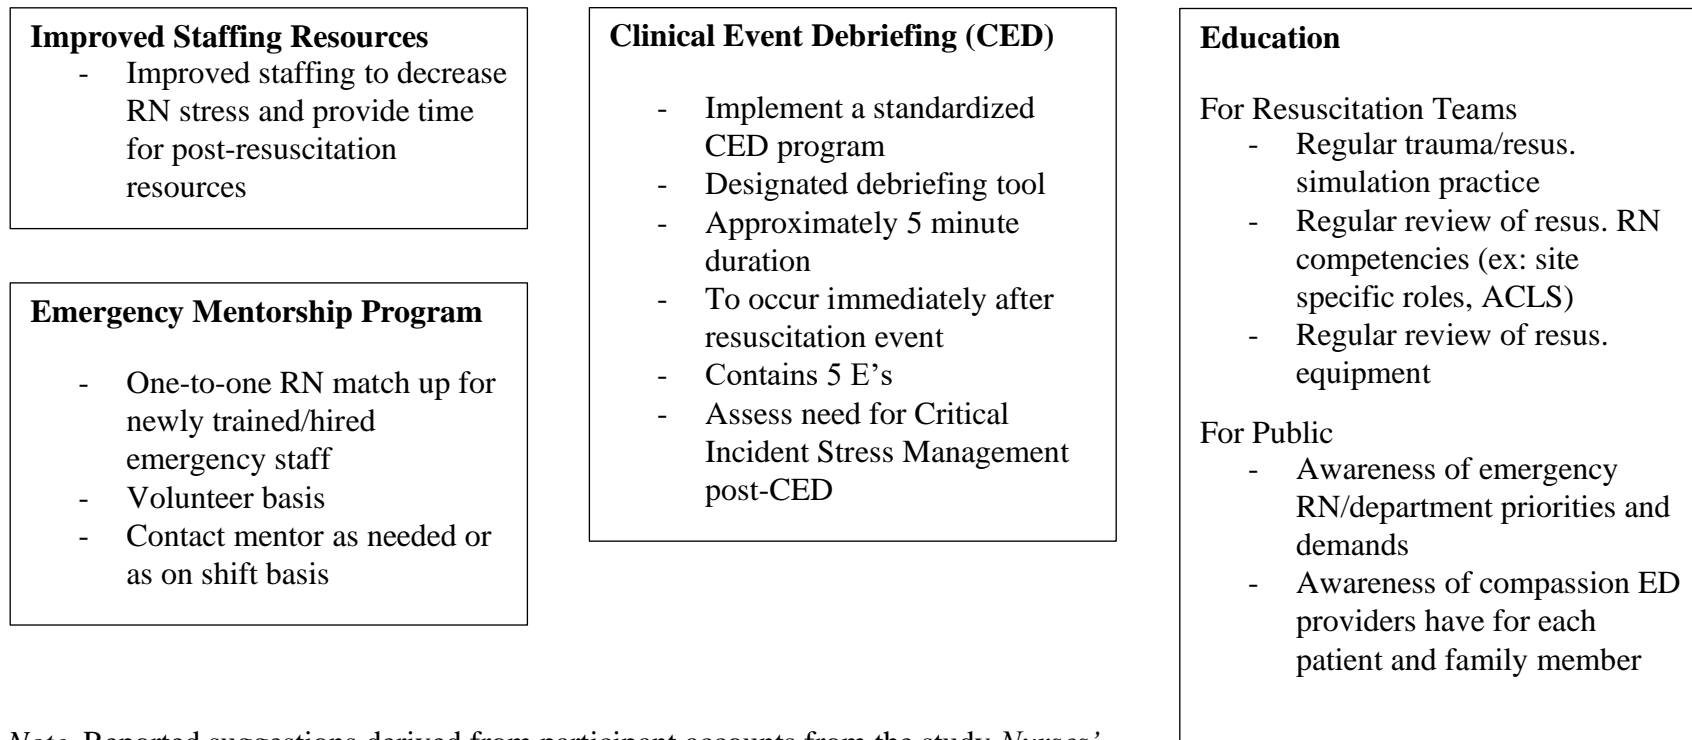 Improved Staffing Resources
- Improved staffing to decrease
RN stress and provide time
for post-resuscitation
resources
Emergency Mentorship Program
- One-to-one RN match up for
newly trained/hired
emergency staff
- Volunteer basis
- Contact mentor as needed or
as on shift basis
Clinical Event Debriefing (CED)
- Implement a standardized
CED program
- Designated debriefing tool
- Approximately 5 minute
duration
- To occur immediately after
resuscitation event
- Contains 5 E’s
- Assess need for Critical
Incident Stress Management
post-CED
Education
For Resuscitation Teams
- Regular trauma/resus.
simulation practice
- Regular review of resus. RN
competencies (ex: site
specific roles, ACLS)
- Regular review of resus.
equipment
For Public
- Awareness of emergency
RN/department priorities and
demands
- Awareness of compassion ED
providers have for each
patient and family member
Note. Reported suggestions derived from participant accounts from the study Nurses’